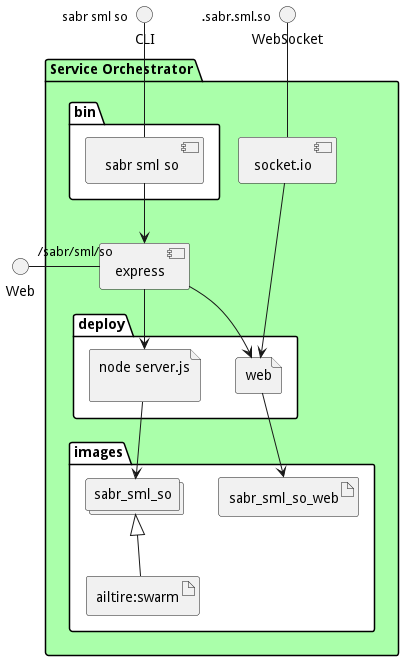 sabr sml so
.sabr.sml.so
CLI
WebSocket
Service Orchestrator
bin
sabr sml so
socket.io
/sabr/sml/so
express
Web
deploy
node server.js
web
images
sabr_sml_so
sabr_sml_so_web
ailtire:swarm